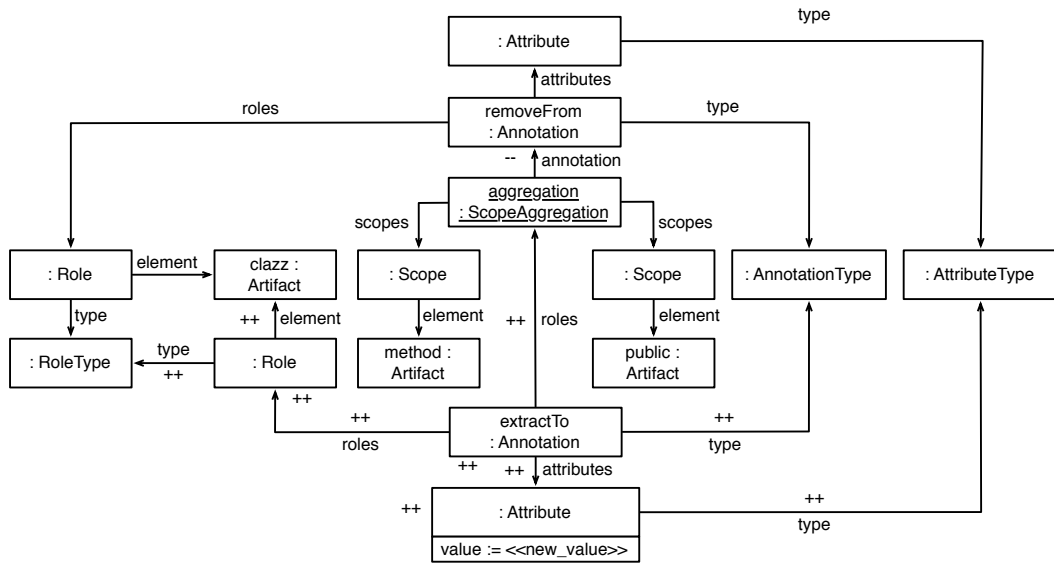 type
: Attribute
attributes
roles
removeFrom
: Annotation
type
--
annotation
aggregation
: ScopeAggregation
scopes
scopes
: Role
element
clazz :
Artifact
: Scope
: Scope
: AnnotationType
: AttributeType
type
++
element
element
++
roles
element
: RoleType
type
++
: Role
method :
Artifact
public :
Artifact
++
++
roles
extractTo
: Annotation
++
type
++
++
attributes
++
: Attribute
++
type
value := <<new_value>>